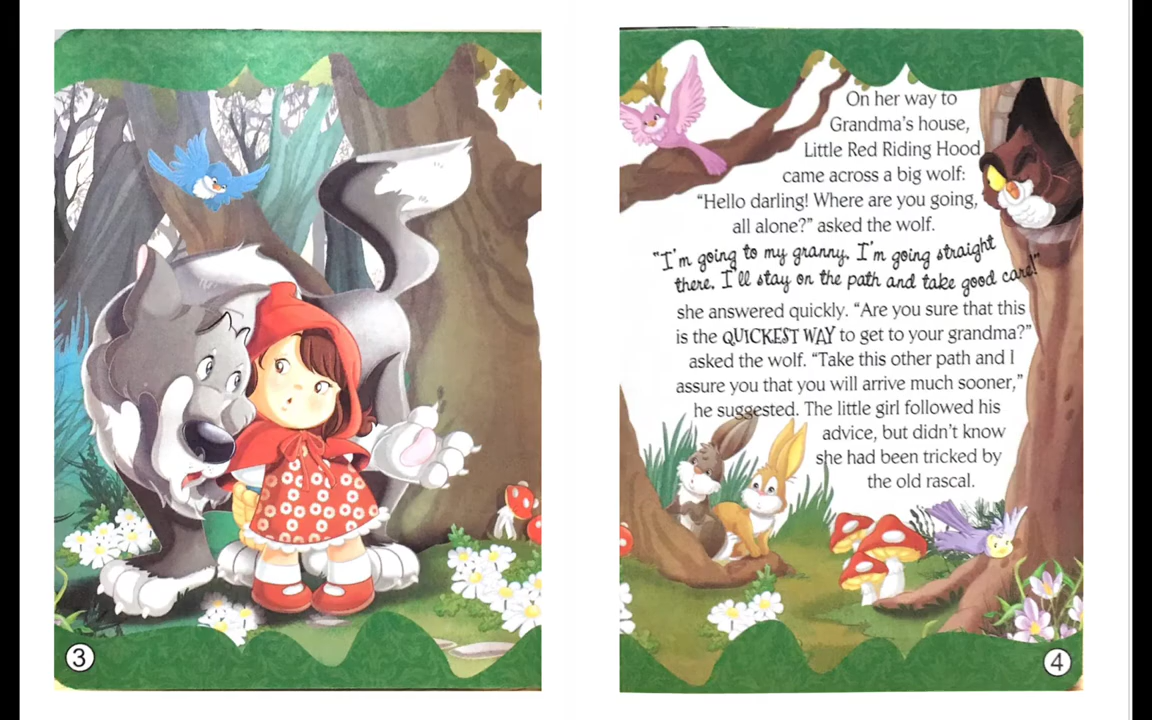 3
On her way to
Grandma's house,
Little Red Riding Hood
came across a big wolf:
"Hello darling! Where are you going,
all alone?" asked the wolf.
"I'm going to my granny. I'm going straight
there. I'll stay on the path and take good care!"
she answered quickly. "Are you sure that this
is the QUICKEST WAY to get to your grandma?"
asked the wolf. "Take this other path and I
assure you that you will arrive much sooner,"
he suggested. The little girl followed his
advice, but didn't know
she had been tricked by
the old rascal.
4